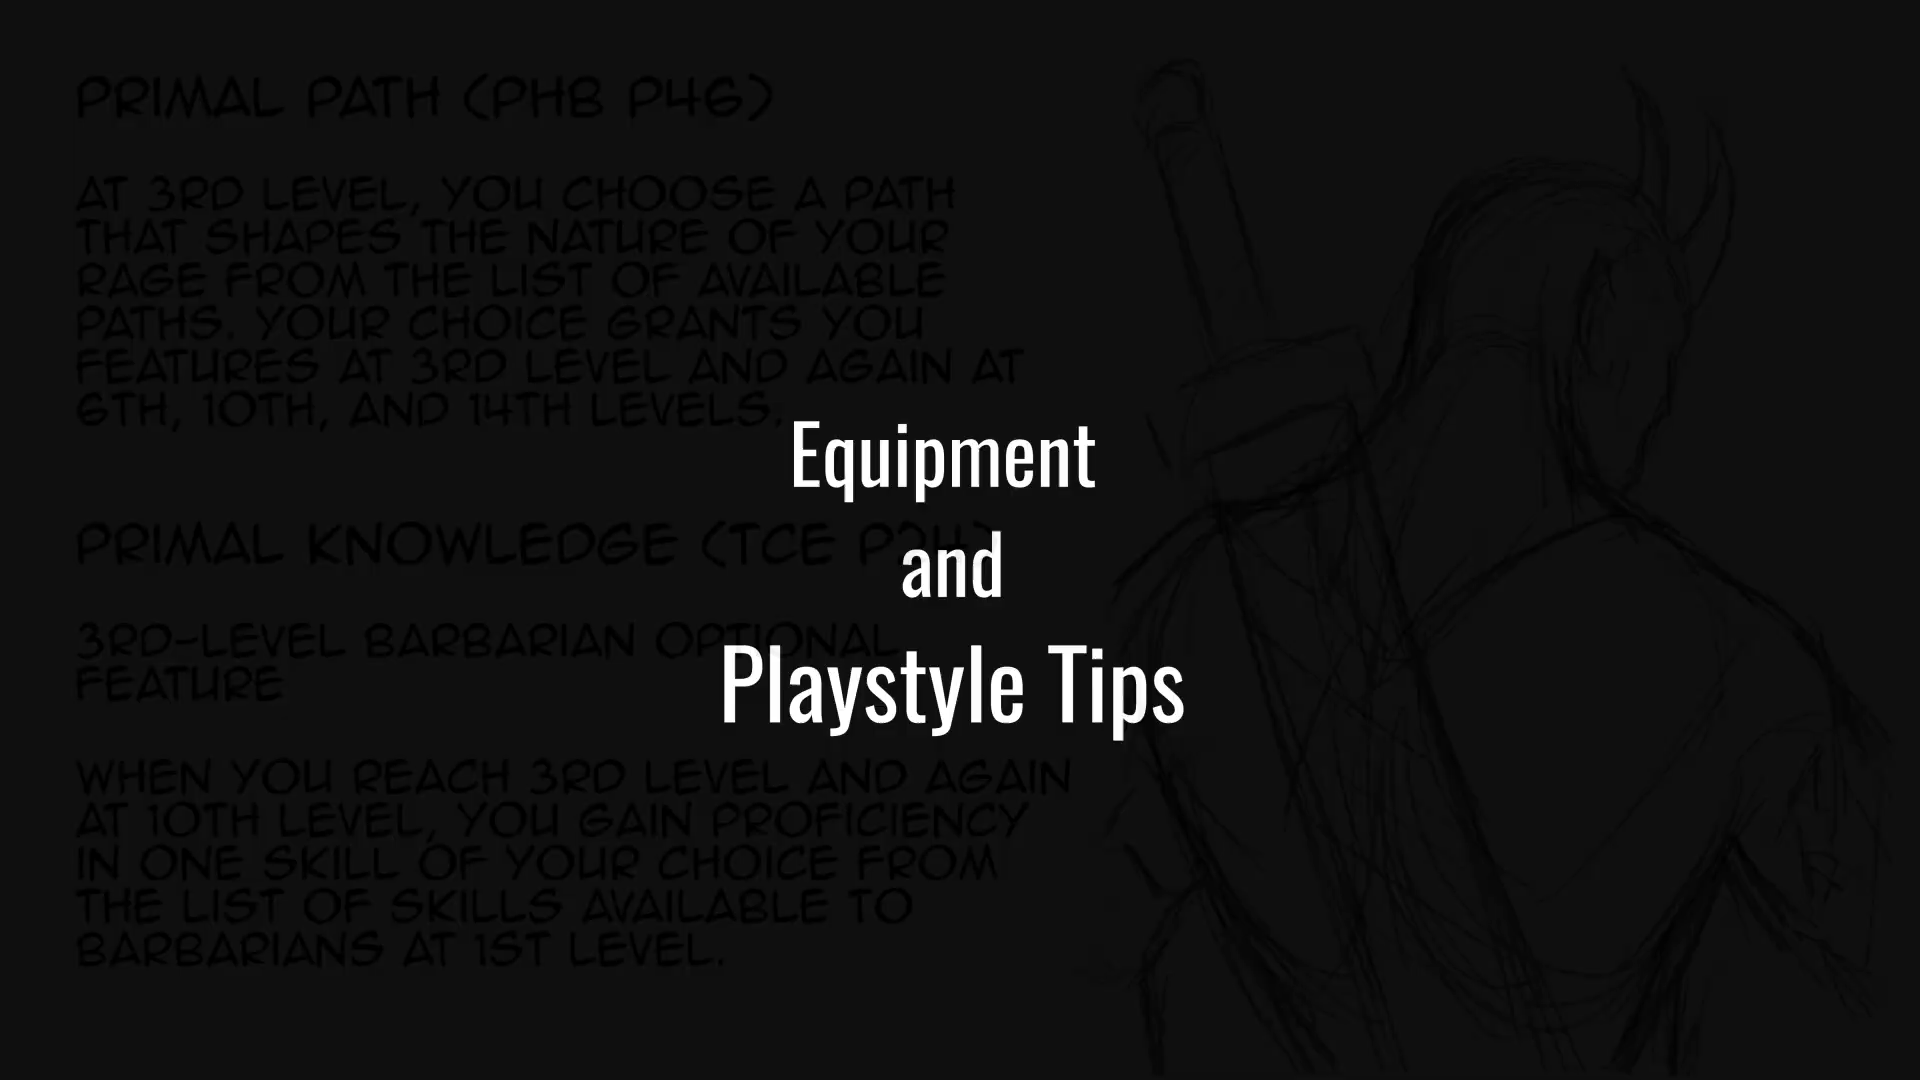 PRIMAL PATH (PHB P46)
AT 3RD LEVEL, YOU CHOOSE A PATH
THAT SHAPES THE NATURE OF YOUR
RAGE FROM THE LIST OF AVAILABLE
PATHS. YOUR CHOICE GRANTS YOU
FEATURES AT 3RD LEVEL AND AGAIN AT
6TH, 10TH, AND 14TH LEVELS.
Equipment
and
Playstyle Tips
PRIMAL KNOWLEDGE (TCE
3RD-LEVEL BARBARIAN OPTIONAL
FEATURE
WHEN YOU REACH 3RD LEVEL AND AGAIN
AT 10TH LEVEL, YOU GAIN PROFICIENCY
IN ONE SKILL OF YOUR CHOICE FROM
THE LIST OF SKILLS AVAILABLE TO
BARBARIANS AT 1ST LEVEL.